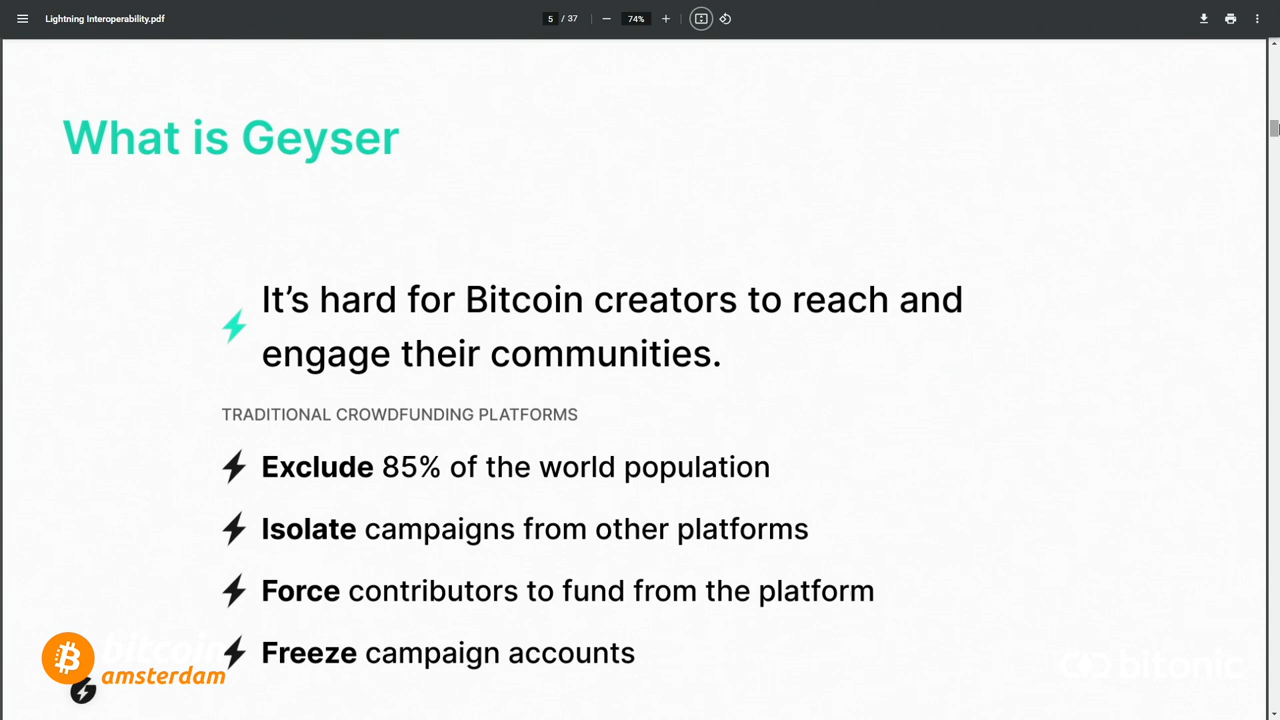 Lightning Interoperability.pdf
5 / 37
74%
What is Geyser
It's hard for Bitcoin creators to reach and
engage their communities.
TRADITIONAL CROWDFUNDING PLATFORMS
Exclude 85% of the world population
Isolate campaigns from other platforms
Force contributors to fund from the platform
Freeze campaign accounts
bitcoin
amsterdam
bitonic